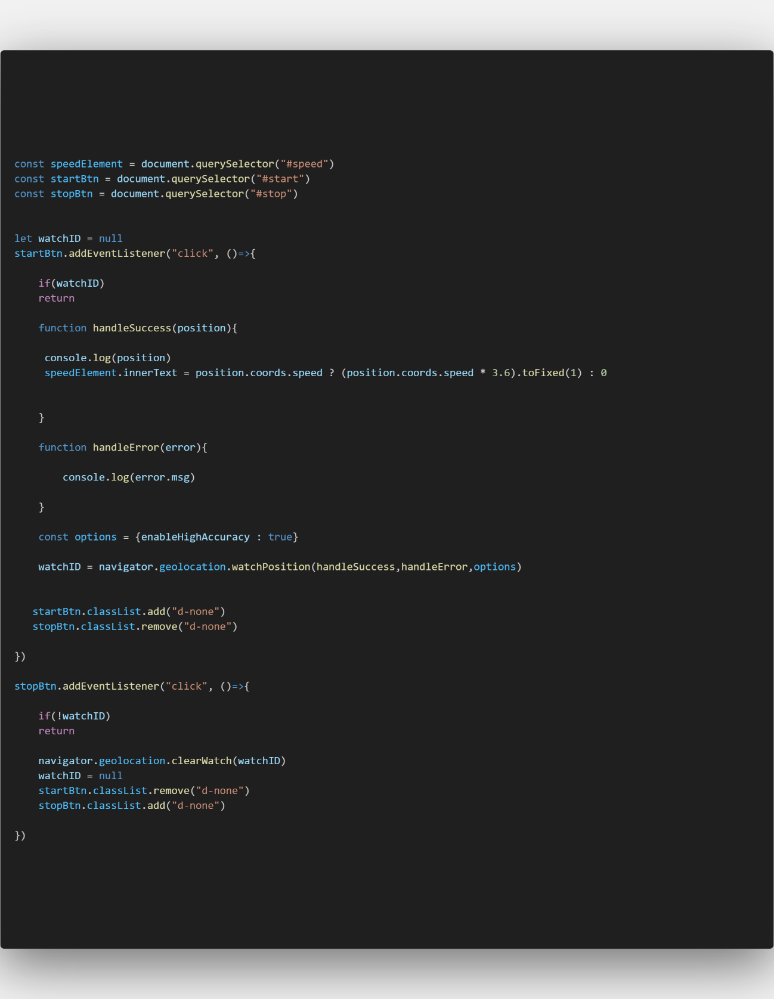 const speedElement = document.querySelector("#speed")
const startBtn = document.querySelector("#start")
const stopBtn = document.querySelector("#stop")
let watchID = null
startBtn.addEventListener("click", ()=>{
if(watchID)
return
function handleSuccess(position){
console.log(position)
speedElement.innerText = position.coords.speed ? (position.coords.speed * 3.6).toFixed(1) : 0
}
function handleError(error){
console.log(error.msg)
}
const options = {enableHighAccuracy : true}
watchID = navigator.geolocation.watchPosition(handleSuccess,handleError,options)
startBtn.classList.add("d-none")
stopBtn.classList.remove("d-none")
})
stopBtn.addEventListener("click", ()=>{
if(!watchID)
return
navigator.geolocation.clearWatch(watchID)
watchID = null
startBtn.classList.remove("d-none")
stopBtn.classList.add("d-none")
})